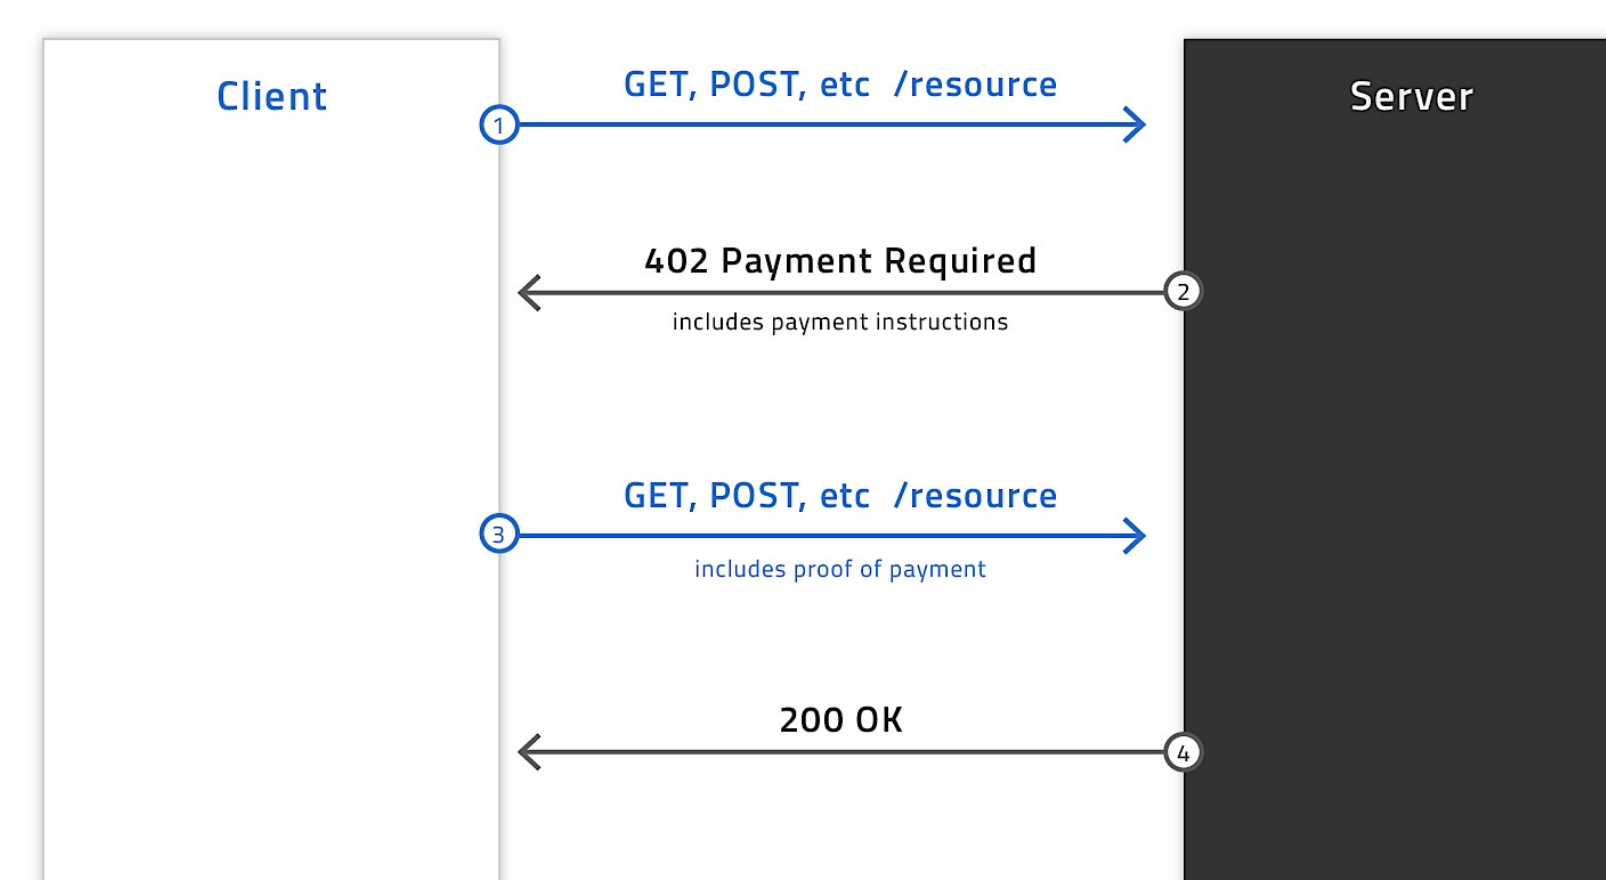 Client
Server
GET, POST, etc /resource
1
402 Payment Required
2
includes payment instructions
GET, POST, etc /resource
3
includes proof of payment
200 OK
4